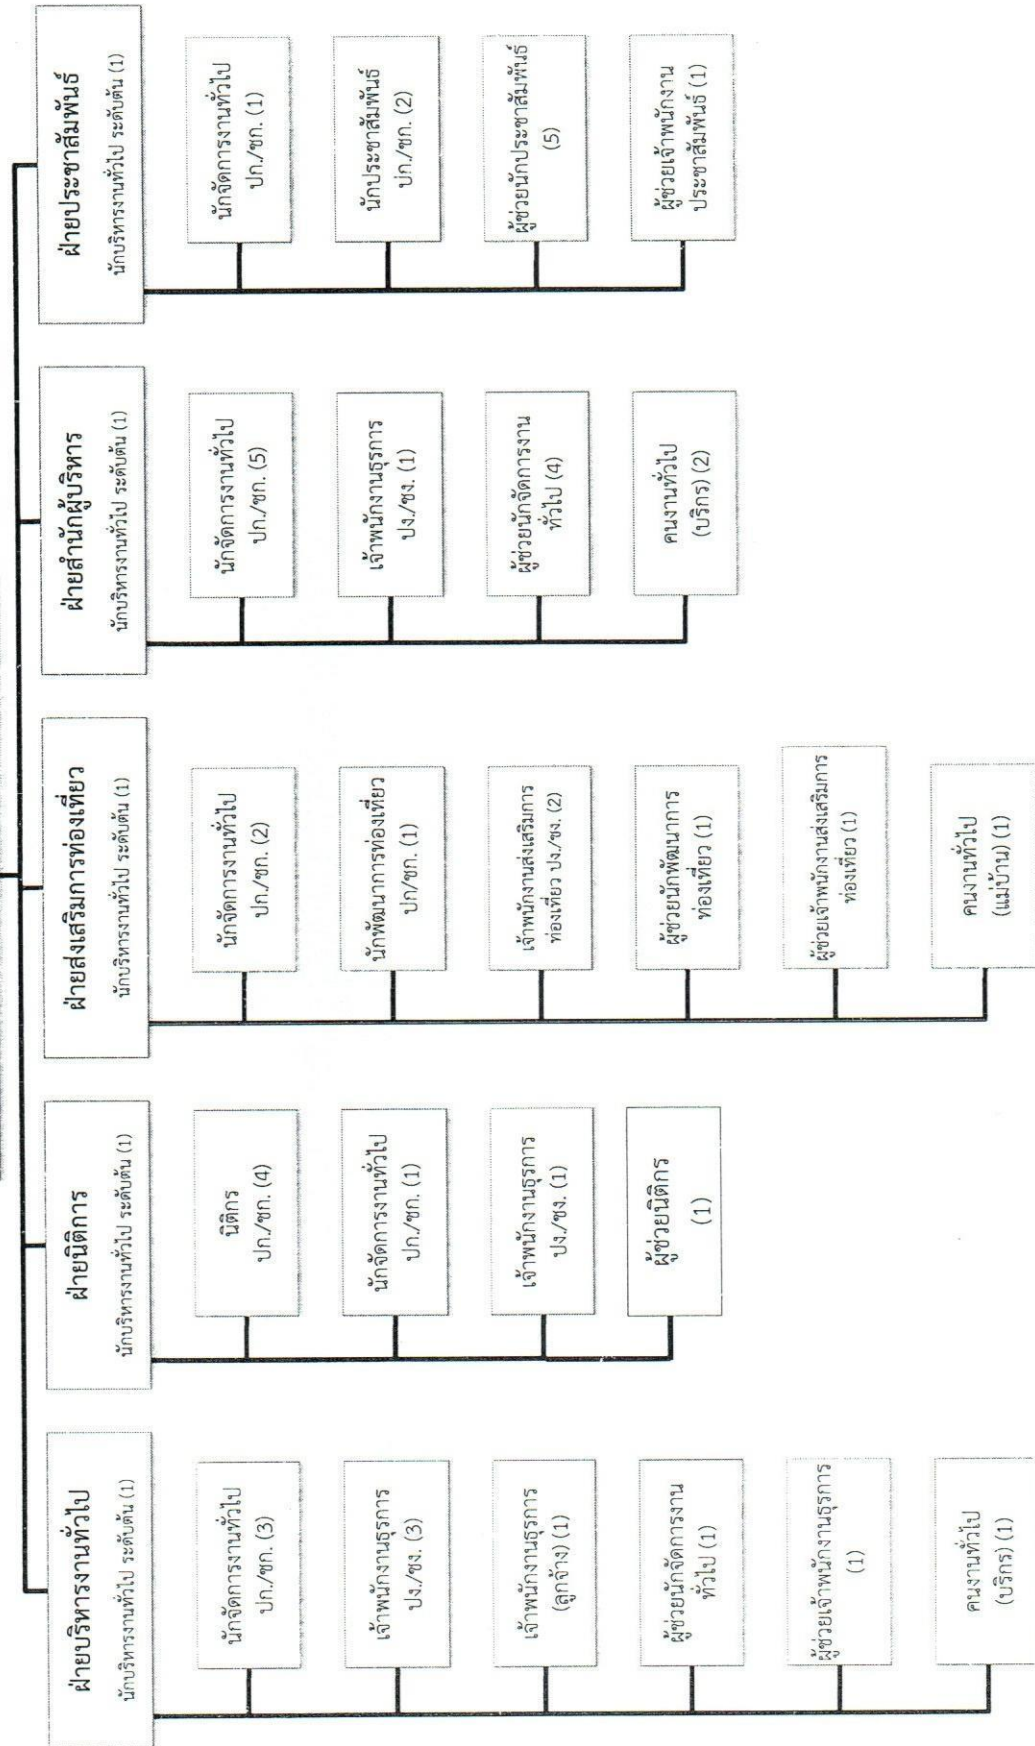 ฝ่ายบริหารงานทั่วไป
นักบริหารงานทั่วไป ระดับต้น (1)
นักจัดการงานทั่วไป
ปก./ชก. (3)
เจ้าพนักงานธุรการ
ปง./ชง. (3)
เจ้าพนักงานธุรการ
(ลูกจ้าง) (1)
ผู้ช่วยนักจัดการงาน
ทั่วไป (1)
ผู้ช่วยเจ้าพนักงานธุรการ
(1)
คนงานทั่วไป
(บริกร) (1)
ฝ่ายนิติการ
นักบริหารงานทั่วไป ระดับต้น (1)
นิติกร
ปก./ชก. (4)
นักจัดการงานทั่วไป
ปก./ชก. (1)
เจ้าพนักงานธุรการ
ปง./ชง. (1)
ผู้ช่วยนิติกร
(1)
ฝ่ายส่งเสริมการท่องเที่ยว
นักบริหารงานทั่วไป ระดับต้น (1)
นักจัดการงานทั่วไป
ปก./ชก. (2)
นักพัฒนาการท่องเที่ยว
ปก/ชก. (1)
เจ้าพนักงานส่งเสริมการ
ท่องเที่ยว ปง./ชง. (2)
ผู้ช่วยนักพัฒนาการ
ท่องเที่ยว (1)
ผู้ช่วยเจ้าพนักงานส่งเสริมการ
ท่องเที่ยว (1)
คนงานทั่วไป
(แม่บ้าน) (1)
ฝ่ายสำนักผู้บริหาร
นักบริหารงานทั่วไป ระดับต้น (1)
นักจัดการงานทั่วไป
ปก./ชก. (5)
เจ้าพนักงานธุรการ
ปง./ชง. (1)
ผู้ช่วยนักจัดการงาน
ทั่วไป (4)
คนงานทั่วไป
(บริกร) (2)
ฝ่ายประชาสัมพันธ์
นักบริหารงานทั่วไป ระดับต้น (1)
นักจัดการงานทั่วไป
ปก./ชก. (1)
นักประชาสัมพันธ์
ปก./ชก. (2)
ผู้ช่วยนักประชาสัมพันธ์
(5)
ผู้ช่วยเจ้าพนักงาน
ประชาสัมพันธ์ (1)